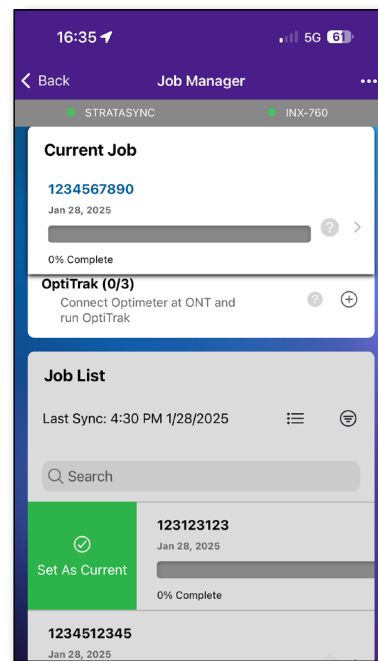 16:35 5G 61
Back Job Manager
STRATASYNC INX-760
Current Job
1234567890
Jan 28, 2025
?
0% Complete
OptiTrak (0/3)
Connect Optimeter at ONT and
run OptiTrak
?
Job List
Last Sync: 4:30 PM 1/28/2025
Search
123123123
Jan 28, 2025
Set As Current
0% Complete
1234512345
Jan 28, 2025